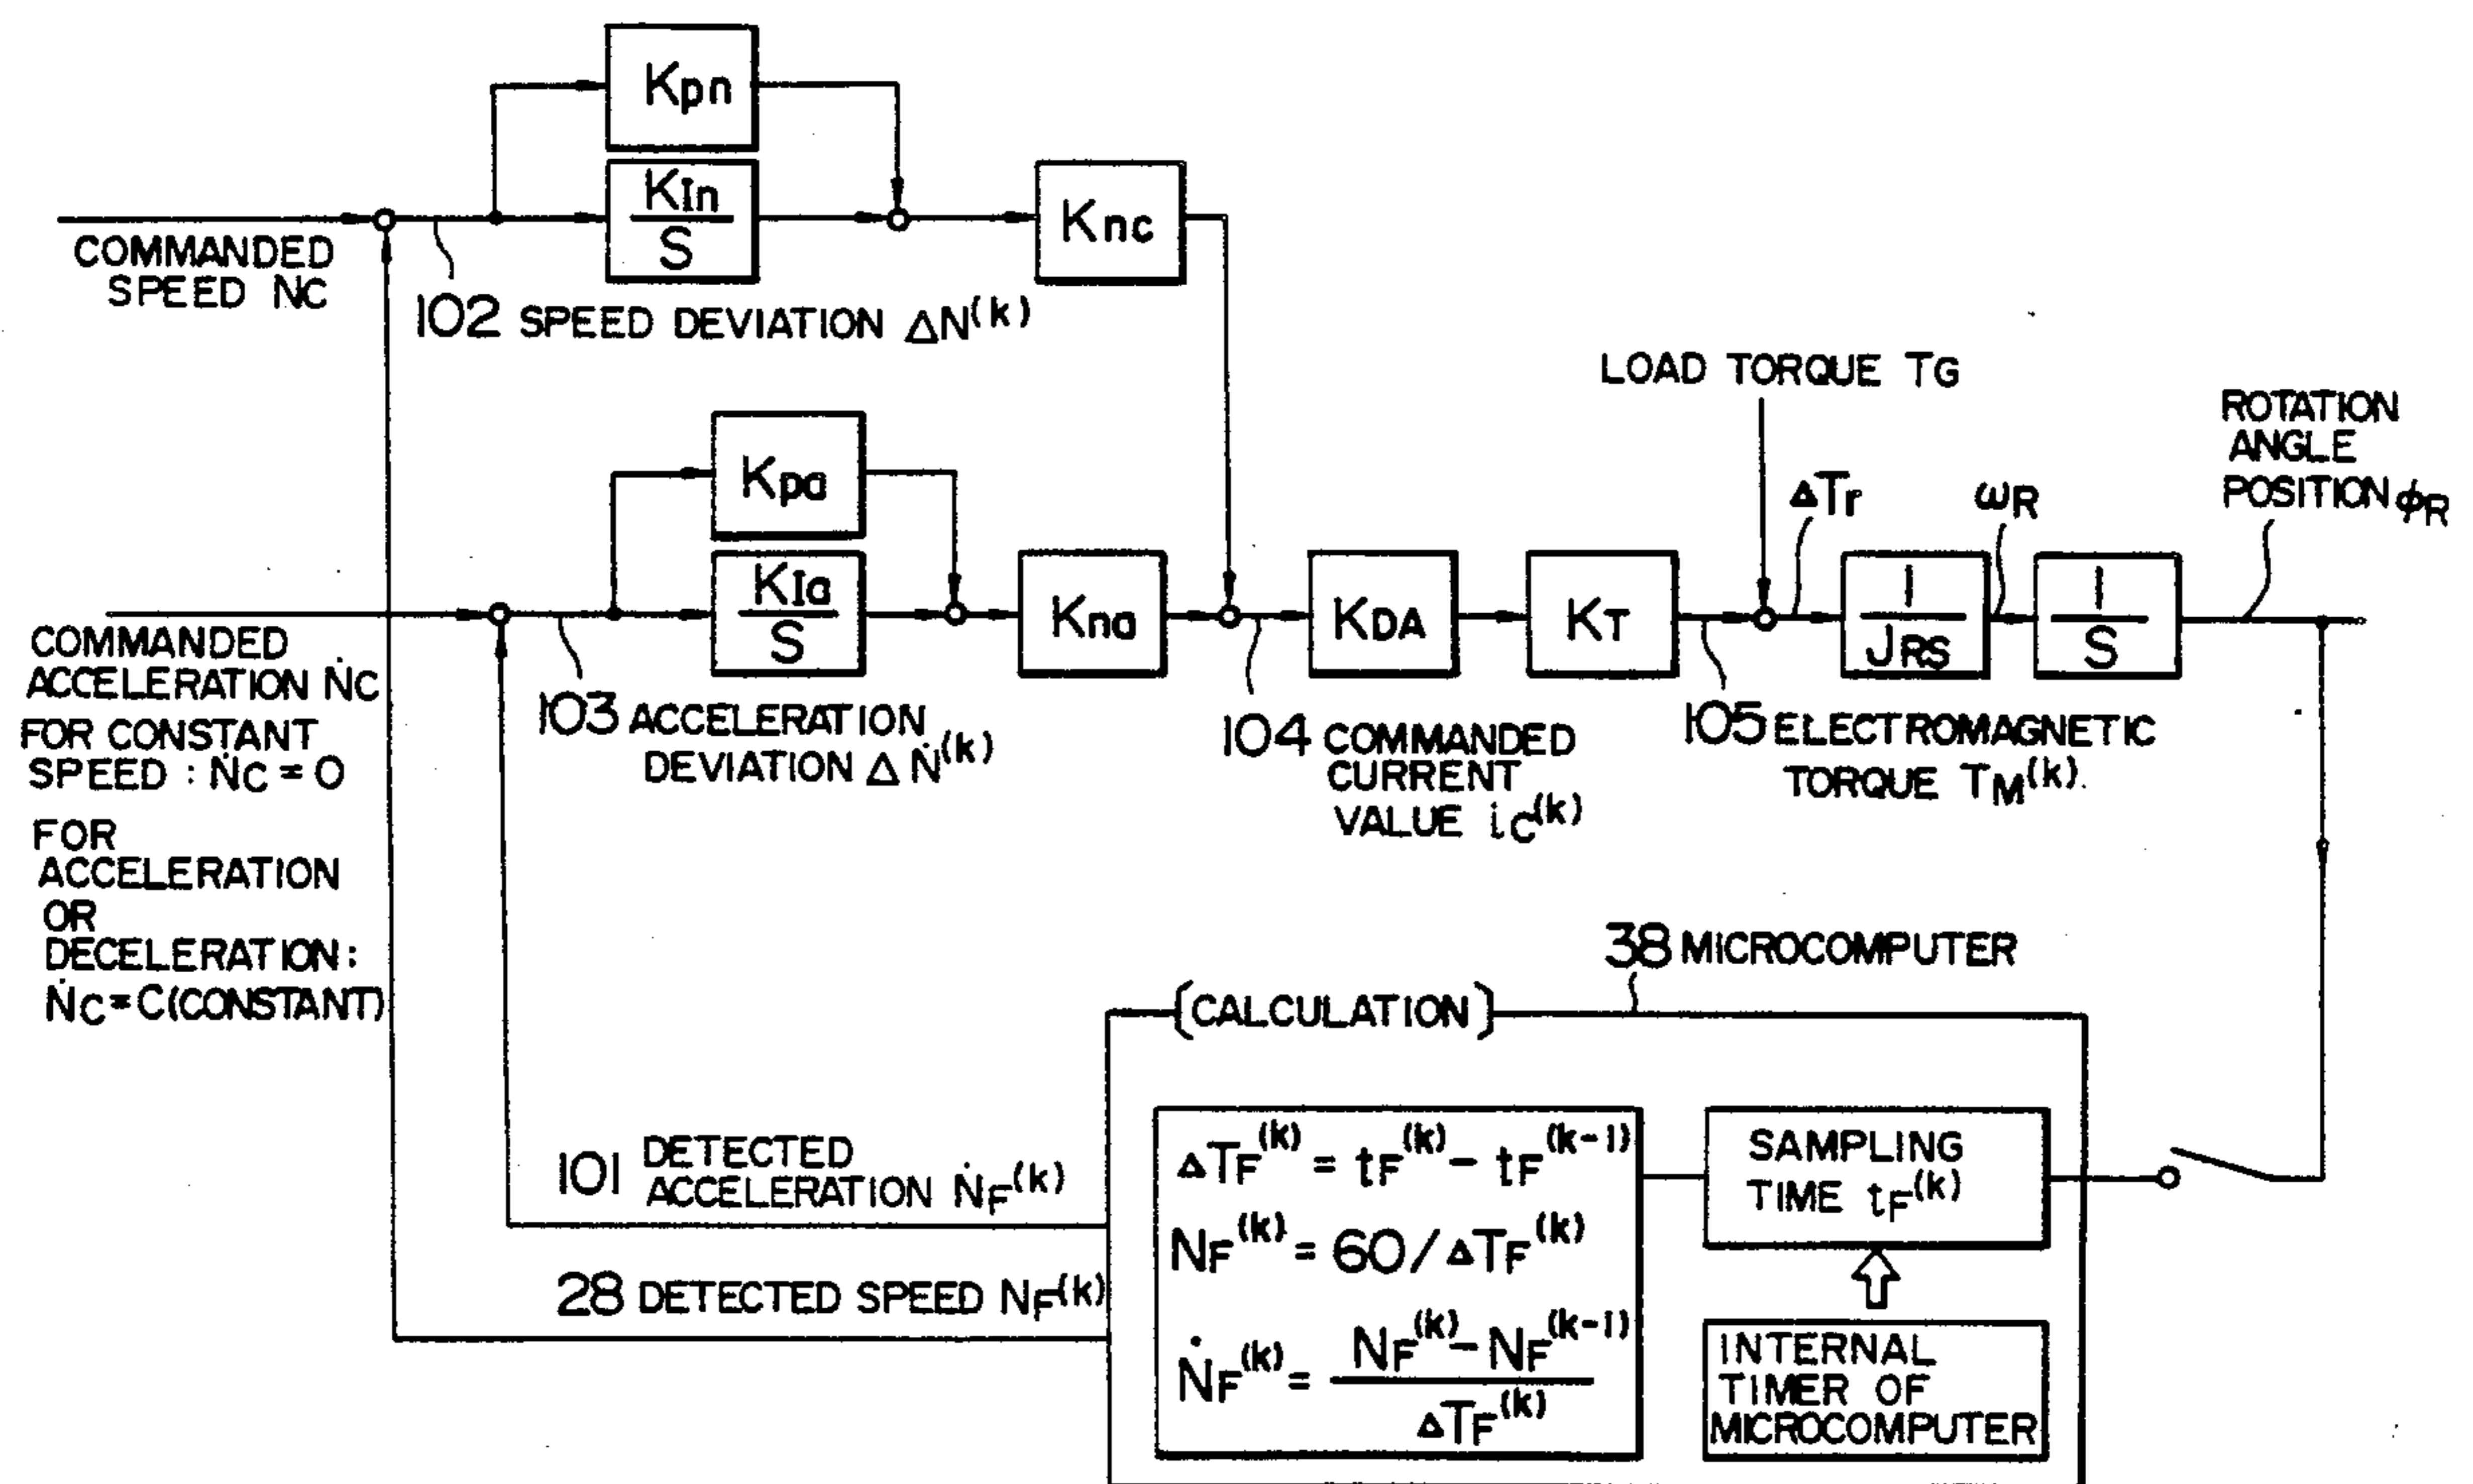 Kpn
KIn
S
Knc
COMMANDED
SPEED NC
102 SPEED DEVIATION ΔN(k)
LOAD TORQUE TG
ROTATION
ANGLE
POSITION ϕR
Kpa
KIa
S
Kna
KDA
KT
ΔTr
1
JRS
ωR
1
S
COMMANDED
ACCELERATION ṄC
FOR CONSTANT
SPEED : ṄC = 0
FOR
ACCELERATION
OR
DECELERATION:
ṄC = C (CONSTANT)
103 ACCELERATION
DEVIATION ΔṄ(k)
104 COMMANDED
CURRENT
VALUE iC(k)
105 ELECTROMAGNETIC
TORQUE TM(k)
38 MICROCOMPUTER
[CALCULATION]
ΔTF(k) = tF(k) - tF(k-1)
NF(k) = 60/ΔTF(k)
ṄF(k) = NF(k) - NF(k-1)
ΔTF(k)
SAMPLING
TIME tF(k)
INTERNAL
TIMER OF
MICROCOMPUTER
101 DETECTED
ACCELERATION ṄF(k)
28 DETECTED SPEED NF(k)